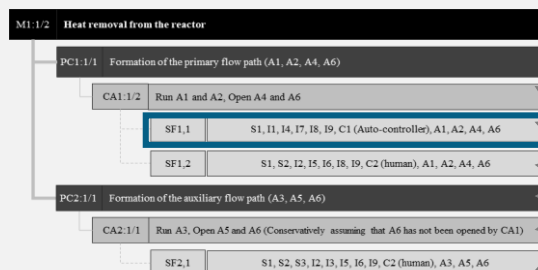 M1:1/2 Heat removal from the reactor
PC1:1/1 Formation of the primary flow path (A1, A2, A4, A6)
CA1:1/2 Run A1 and A2, Open A4 and A6
SF1,1 S1, I1, I4, I7, I8, I9, C1 (Auto-controller), A1, A2, A4, A6
SF1,2 S1, S2, I2, I5, I6, I8, I9, C2 (human), A1, A2, A4, A6
PC2:1/1 Formation of the auxiliary flow path (A3, A5, A6)
CA2:1/1 Run A3, Open A5 and A6 (Conservatively assuming that A6 has not been opened by CA1)
SF2,1 S1, S2, S3, I2, I3, I5, I6, I9, C2 (human), A3, A5, A6